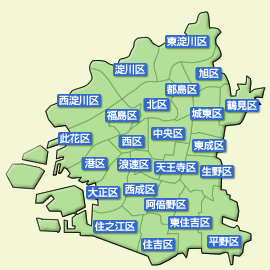 東淀川区
淀川区
旭区
都島区
西淀川区
北区
鶴見区
城東区
福島区
中央区
此花区
西区
東成区
港区
浪速区
天王寺区
生野区
大正区
西成区
阿倍野区
東住吉区
住之江区
住吉区
平野区